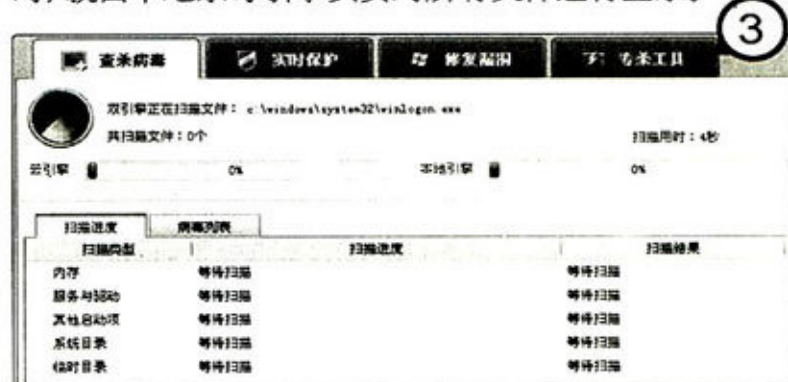 ③
查杀病毒 实时保护 修复漏洞 专杀工具
双引擎正在扫描文件： c:\windows\system32\winlogon.exe
共扫描文件：0个 扫描用时：4秒
云引擎 0% 本地引擎 0%
扫描进度 病毒列表
扫描类型 扫描进度 扫描结果
内存 等待扫描 等待扫描
服务与驱动 等待扫描 等待扫描
其他启动项 等待扫描 等待扫描
系统目录 等待扫描 等待扫描
临时目录 等待扫描 等待扫描